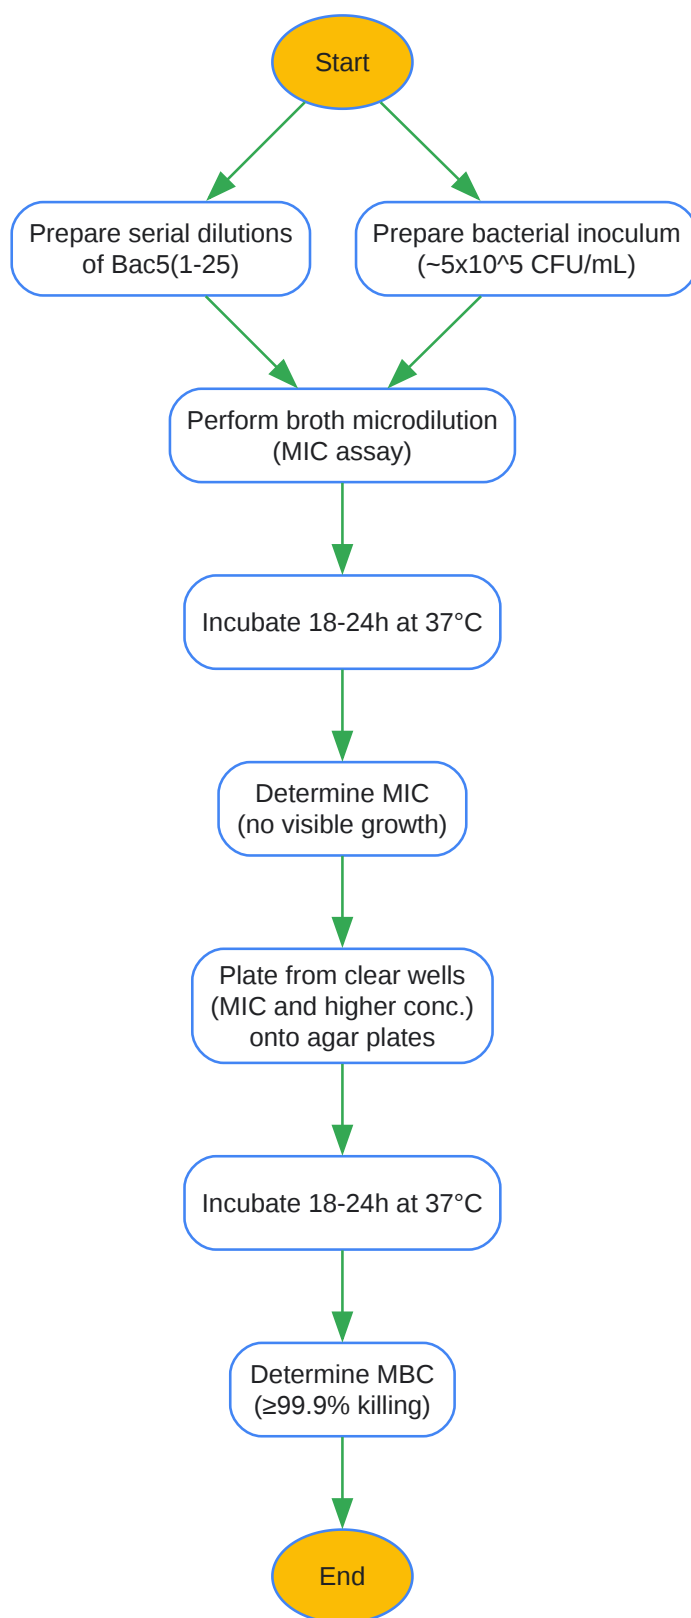 Start
Prepare serial dilutions
of Bac5(1-25)
Prepare bacterial inoculum
(~5x10^5 CFU/mL)
Perform broth microdilution
(MIC assay)
Incubate 18-24h at 37°C
Determine MIC
(no visible growth)
Plate from clear wells
(MIC and higher conc.)
onto agar plates
Incubate 18-24h at 37°C
Determine MBC
(≥99.9% killing)
End